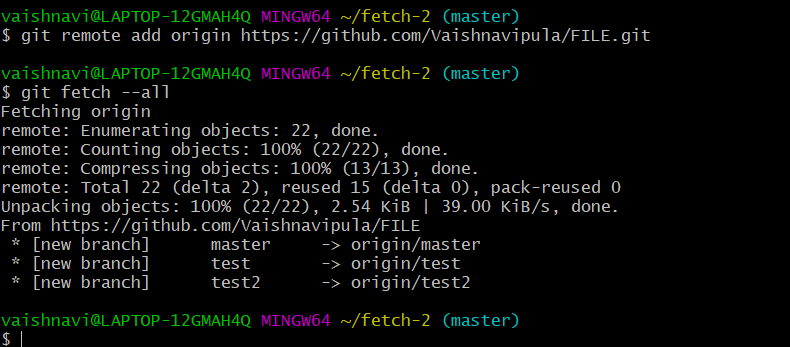 vaishnavi@LAPTOP-12GMAH4Q MINGW64 ~/fetch-2 (master)
$ git remote add origin https://github.com/Vaishnavipula/FILE.git
vaishnavi@LAPTOP-12GMAH4Q MINGW64 ~/fetch-2 (master)
$ git fetch --all
Fetching origin
remote: Enumerating objects: 22, done.
remote: Counting objects: 100% (22/22), done.
remote: Compressing objects: 100% (13/13), done.
remote: Total 22 (delta 2), reused 15 (delta 0), pack-reused 0
Unpacking objects: 100% (22/22), 2.54 KiB | 39.00 KiB/s, done.
From https://github.com/Vaishnavipula/FILE
 * [new branch]      master     -> origin/master
 * [new branch]      test       -> origin/test
 * [new branch]      test2      -> origin/test2
vaishnavi@LAPTOP-12GMAH4Q MINGW64 ~/fetch-2 (master)
$